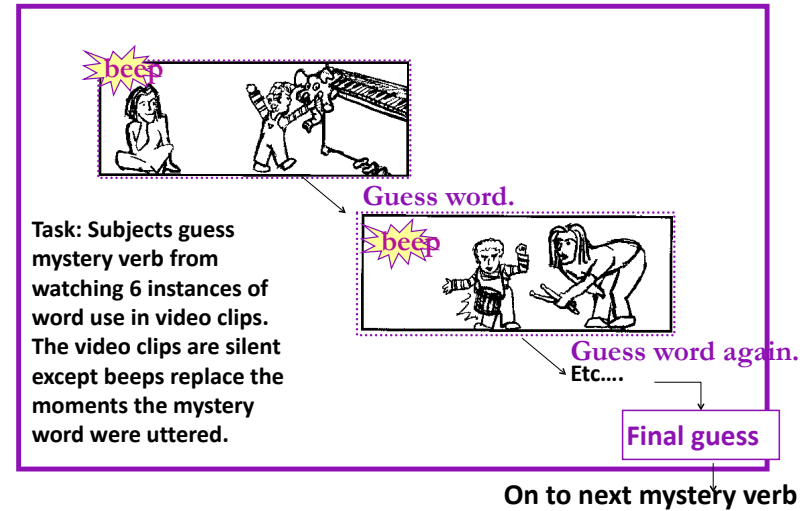 beep
Guess word.
beep
Task: Subjects guess
mystery verb from
watching 6 instances of
word use in video clips.
The video clips are silent
except beeps replace the
moments the mystery
word were uttered.
Guess word again.
Etc….
Final guess
On to next mystery verb